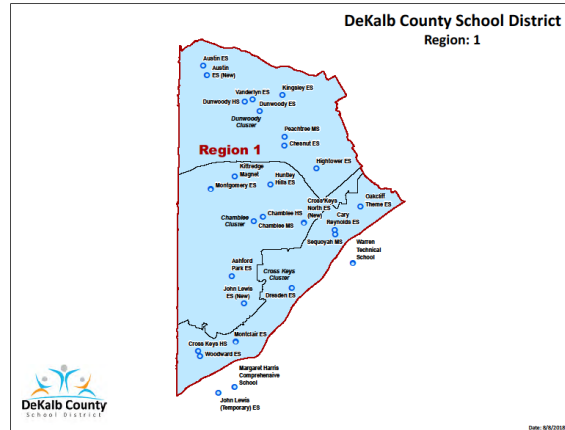 DeKalb County School District
Region: 1
Austin ES
Austin
ES (New)
Kingsley ES
Vanderlyn ES
Dunwoody HS
Dunwoody ES
Dunwoody
Cluster
Peachtree MS
Chesnut ES
Region 1
Hightower ES
Kittredge
Magnet
Huntley
Hills ES
Montgomery ES
Oakcliff
Theme ES
Cross Keys
North ES
(New)
Cary
Reynolds ES
Chamblee HS
Chamblee
Cluster
Chamblee MS
Sequoyah MS
Warren
Technical
School
Ashford
Park ES
Cross Keys
Cluster
John Lewis
ES (New)
Dresden ES
Montclair ES
Cross Keys HS
Woodward ES
Margaret Harris
Comprehensive
School
John Lewis
(Temporary) ES
DeKalb County
School District
Date: 8/8/2018